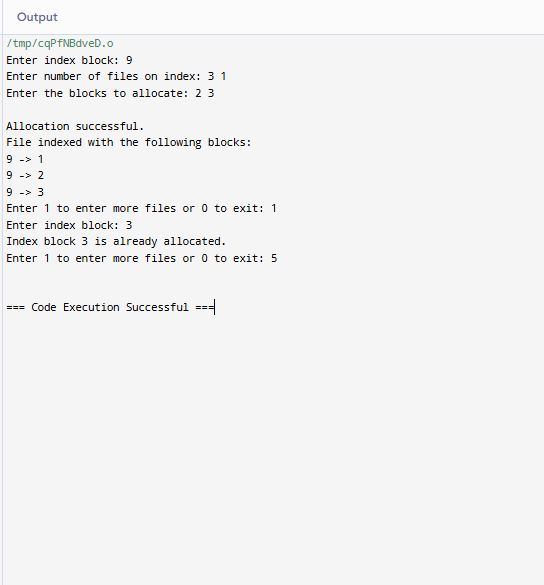 Output
/tmp/cqPfNBdveD.o
Enter index block: 9
Enter number of files on index: 3 1
Enter the blocks to allocate: 2 3
Allocation successful.
File indexed with the following blocks:
9 -> 1
9 -> 2
9 -> 3
Enter 1 to enter more files or 0 to exit: 1
Enter index block: 3
Index block 3 is already allocated.
Enter 1 to enter more files or 0 to exit: 5
=== Code Execution Successful ===